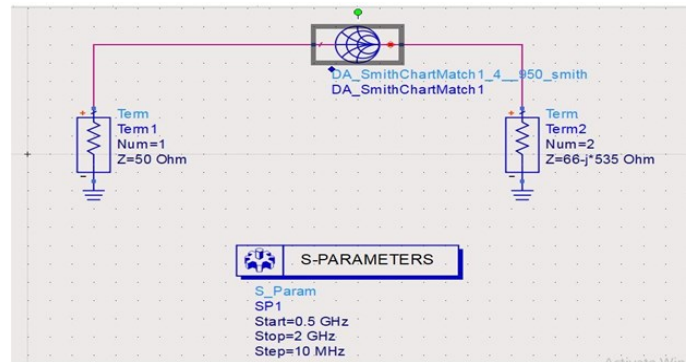 DA_SmithChartMatch1_4__950_smith
DA_SmithChartMatch1
Term
Term1
Num=1
Z=50 Ohm
Term
Term2
Num=2
Z=66-j*535 Ohm
S-PARAMETERS
S_Param
SP1
Start=0.5 GHz
Stop=2 GHz
Step=10 MHz